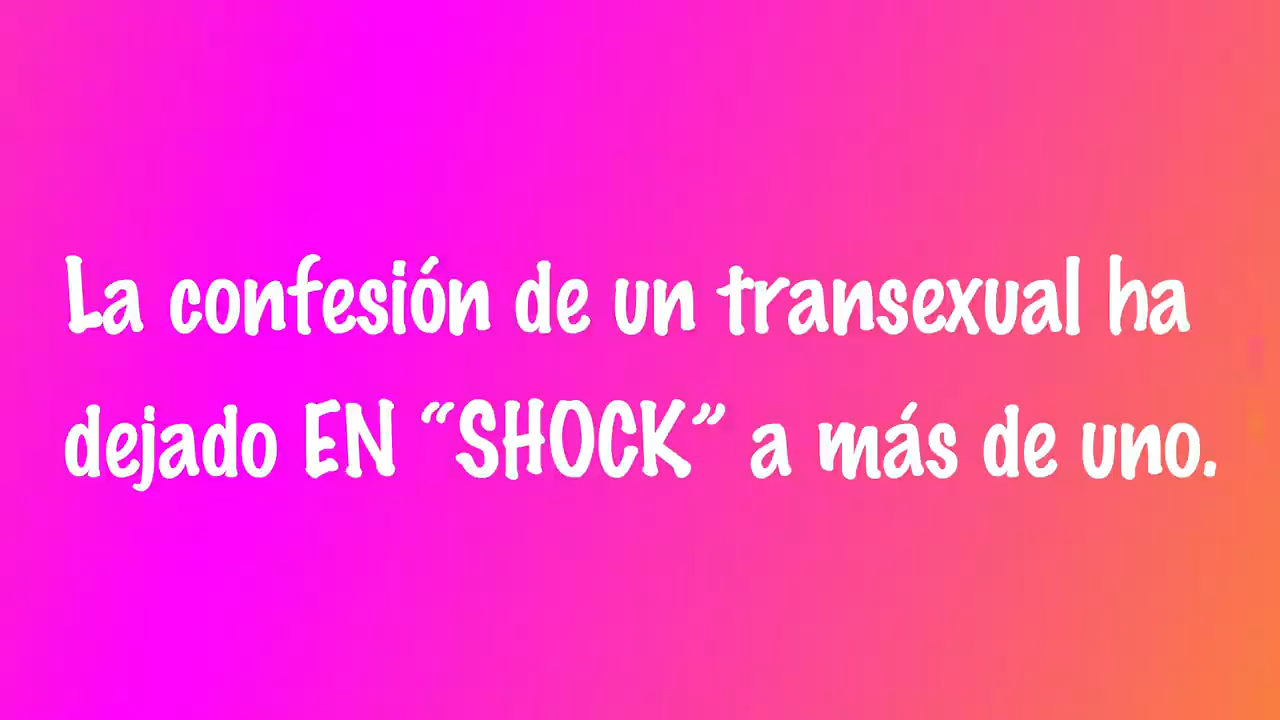 La confesión de un transexual ha
dejado EN “SHOCK” a más de uno.